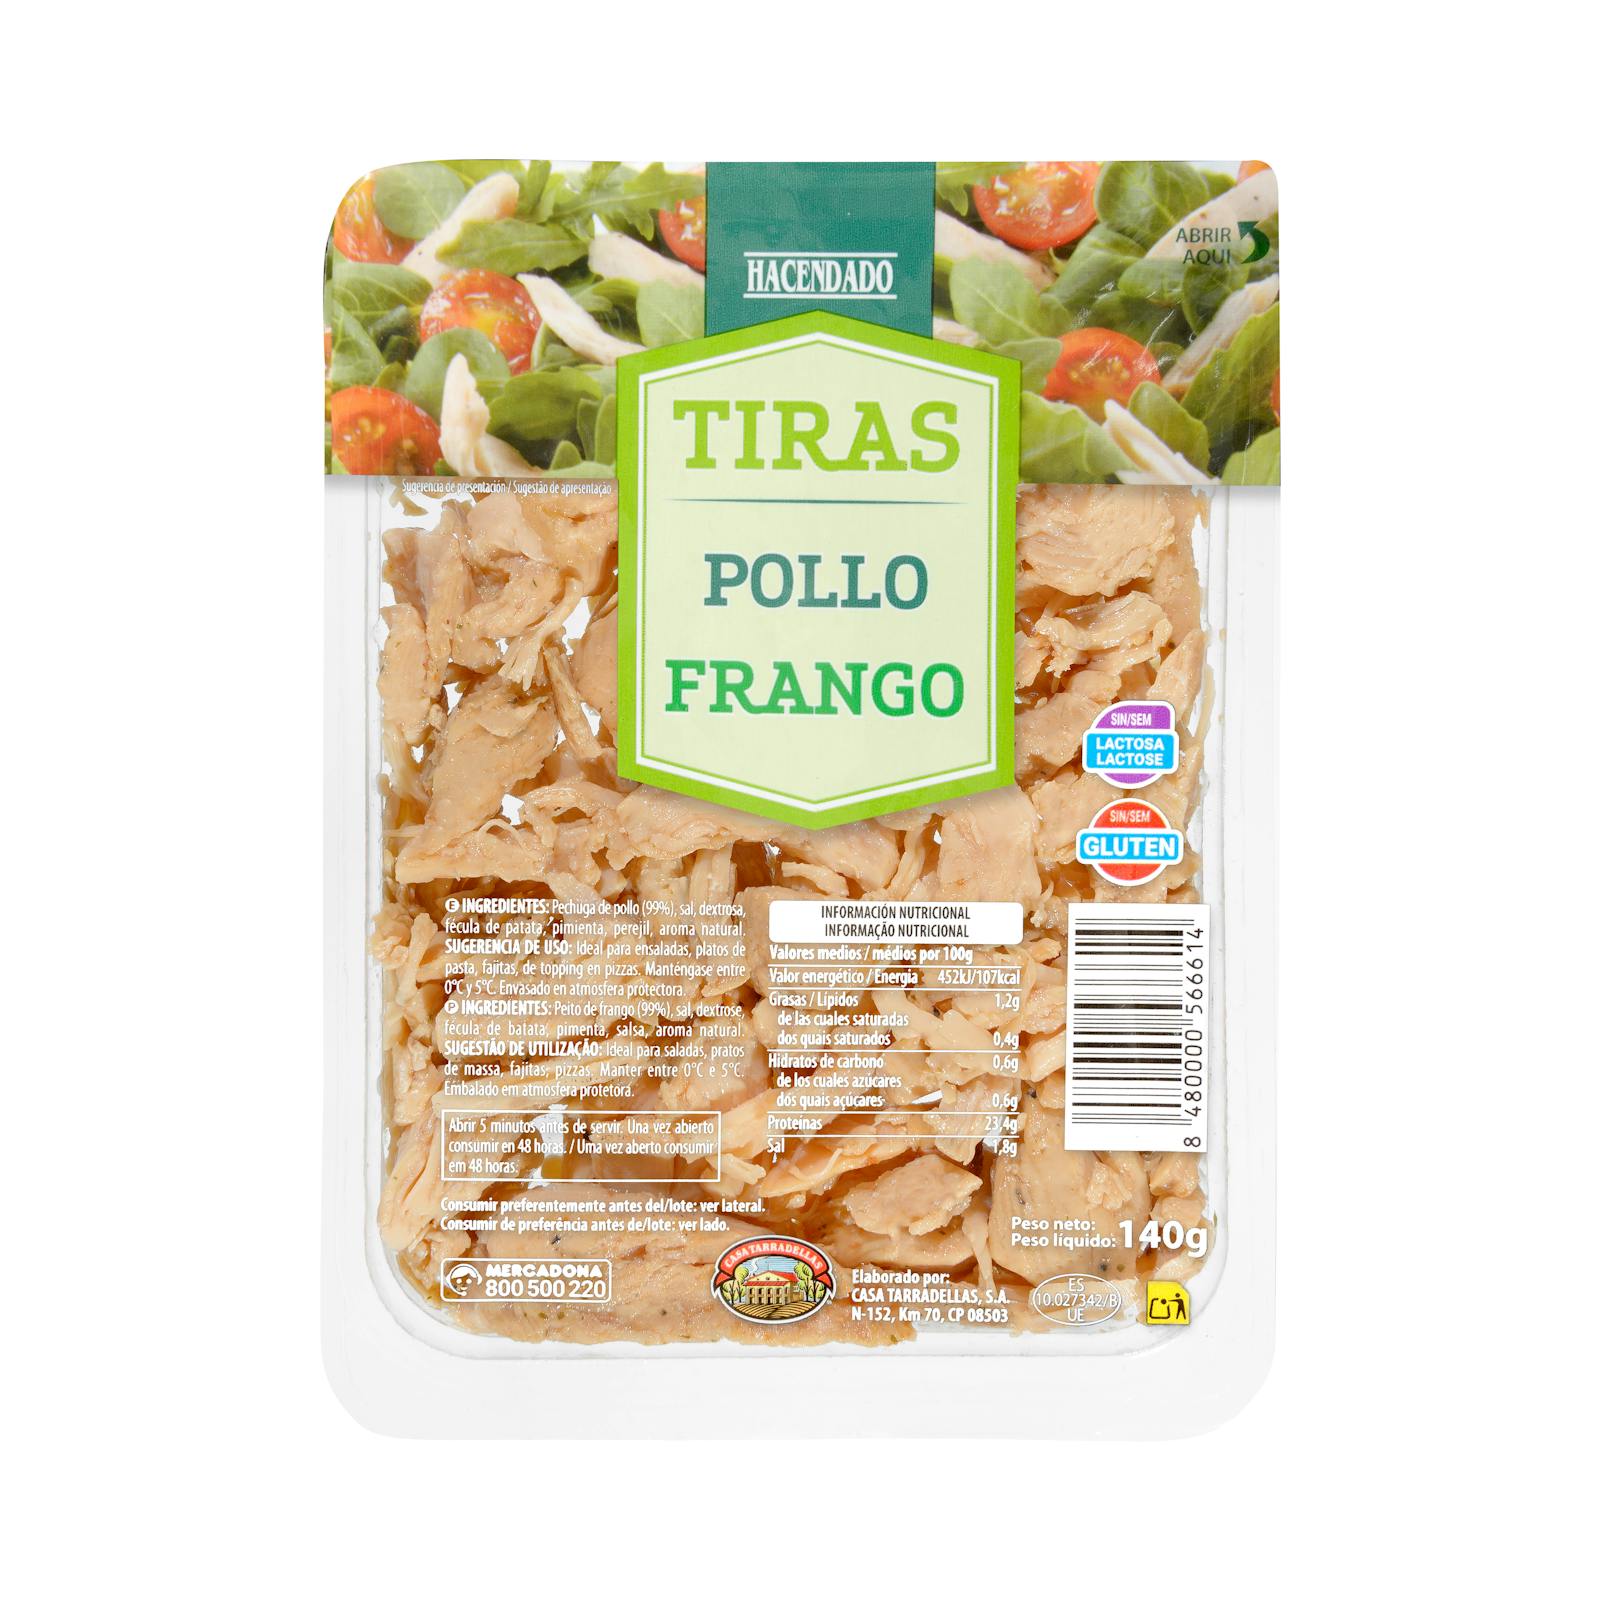 HACENDADO
ABRIR
AQUI
TIRAS
POLLO
FRANGO
Sugerencia de presentación / Sugestão de apresentação
SIN/SEM
LACTOSA
LACTOSE
SIN/SEM
GLUTEN
E INGREDIENTES: Pechuga de pollo (99%), sal, dextrosa,
fécula de patata, pimienta, perejil, aroma natural.
SUGERENCIA DE USO: Ideal para ensaladas, platos de
pasta, fajitas, de topping en pizzas. Manténgase entre
0°C y 5°C. Envasado en atmósfera protectora.
P INGREDIENTES: Peito de frango (99%), sal, dextrose,
fécula de batata, pimenta, salsa, aroma natural.
SUGESTÃO DE UTILIZAÇÃO: Ideal para saladas, pratos
de massa, fajitas, pizzas. Manter entre 0°C e 5°C.
Embalado em atmosfera protetora.
Abrir 5 minutos antes de servir. Una vez abierto
consumir en 48 horas. / Uma vez aberto consumir
em 48 horas.
Consumir preferentemente antes del/lote: ver lateral.
Consumir de preferência antes de/lote: ver lado.
MERCADONA
800 500 220
INFORMACIÓN NUTRICIONAL
INFORMAÇÃO NUTRICIONAL
Valores medios / médios por 100g
Valor energético / Energia 452kJ/107kcal
Grasas / Lípidos 1,2g
de las cuales saturadas
dos quais saturados 0,4g
Hidratos de carbono 0,6g
de los cuales azúcares
dos quais açúcares 0,6g
Proteínas 23,4g
Sal 1,8g
8 480000 566614
Peso neto:
Peso líquido: 140g
CASA TARRADELLAS
Elaborado por:
CASA TARRADELLAS, S.A.
N-152, Km 70, CP 08503
ES
10.027342/B
UE